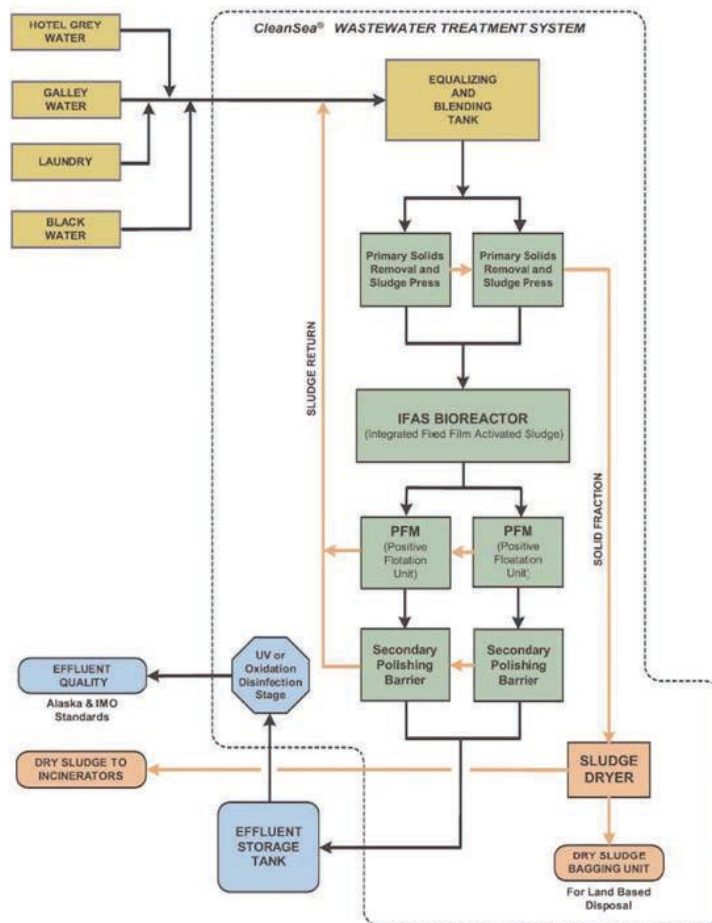 CleanSea® WASTEWATER TREATMENT SYSTEM
HOTEL GREY
WATER
GALLEY
WATER
LAUNDRY
BLACK
WATER
EQUALIZING
AND
BLENDING
TANK
Primary Solids
Removal and
Sludge Press
Primary Solids
Removal and
Sludge Press
SLUDGE RETURN
IFAS BIOREACTOR
(Integrated Fixed Film Activated Sludge)
SOLID FRACTION
PFM
(Positive
Flotation
Unit)
PFM
(Positive
Floatation
Unit)
Secondary
Polishing
Barrier
Secondary
Polishing
Barrier
UV or
Oxidation
Disinfection
Stage
EFFLUENT
QUALITY
Alaska & IMO
Standards
DRY SLUDGE TO
INCINERATORS
SLUDGE
DRYER
EFFLUENT
STORAGE
TANK
DRY SLUDGE
BAGGING UNIT
For Land Based
Disposal